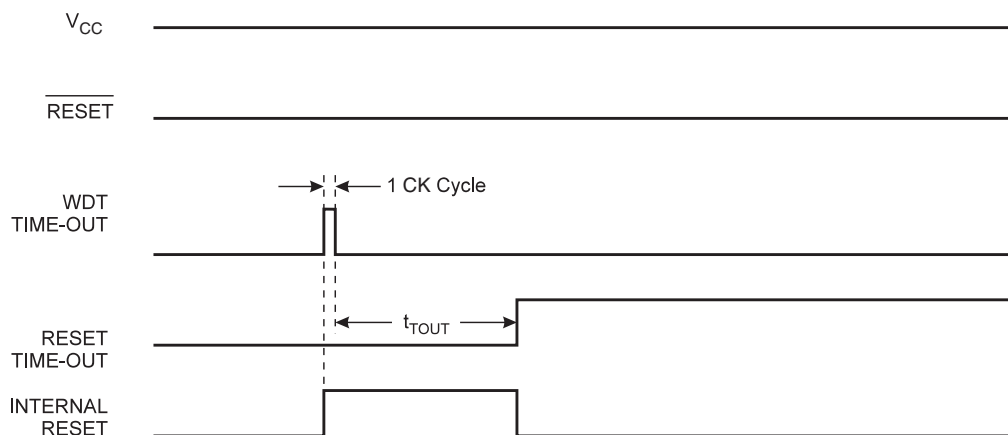 VCC
RESET
1 CK Cycle
WDT
TIME-OUT
tTOUT
RESET
TIME-OUT
INTERNAL
RESET